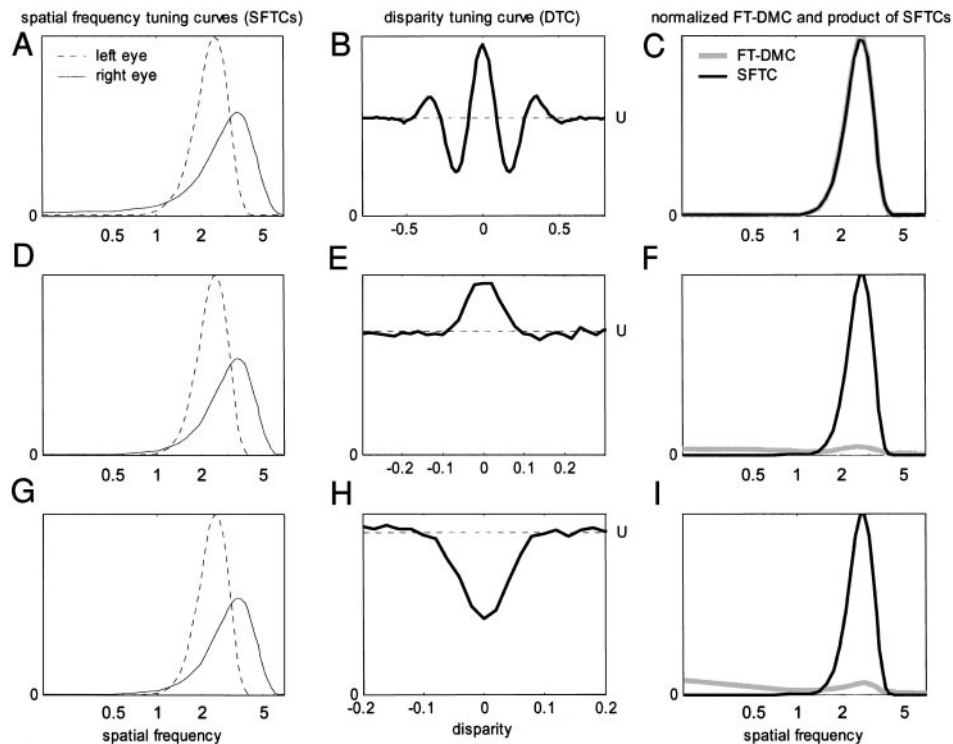 spatial frequency tuning curves (SFTCs) disparity tuning curve (DTC) normalized FT-DMC and product of SFTCs
A B C
left eye
right eye
U
FT-DMC
SFTC
0 0 0
0.5 1 2 5 -0.5 0 0.5 0.5 1 2 5
D E F
U
0 0 0
0.5 1 2 5 -0.2 -0.1 0 0.1 0.2 0.5 1 2 5
G H I
U
0 0 0
0.5 1 2 5 -0.2 -0.1 0 0.1 0.2 0.5 1 2 5
spatial frequency disparity spatial frequency